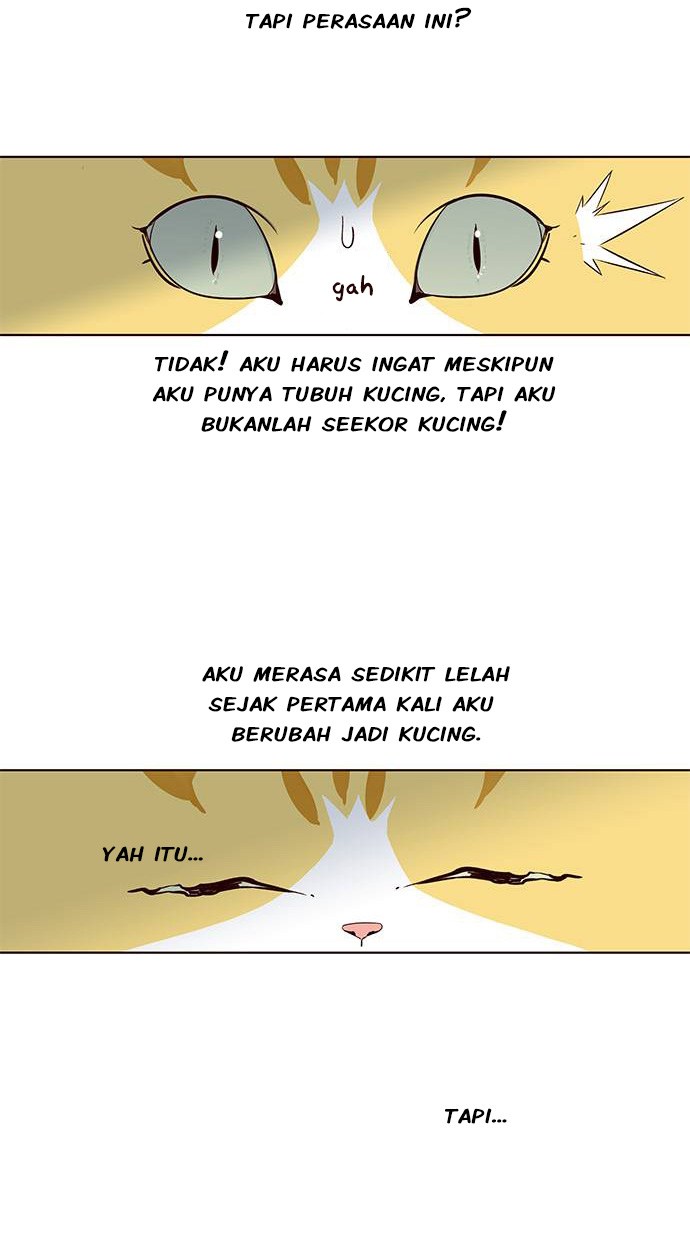 TAPI PERASAAN INI?
gah
TIDAK! AKU HARUS INGAT MESKIPUN
AKU PUNYA TUBUH KUCING, TAPI AKU
BUKANLAH SEEKOR KUCING!
AKU MERASA SEDIKIT LELAH
SEJAK PERTAMA KALI AKU
BERUBAH JADI KUCING.
YAH ITU...
TAPI...